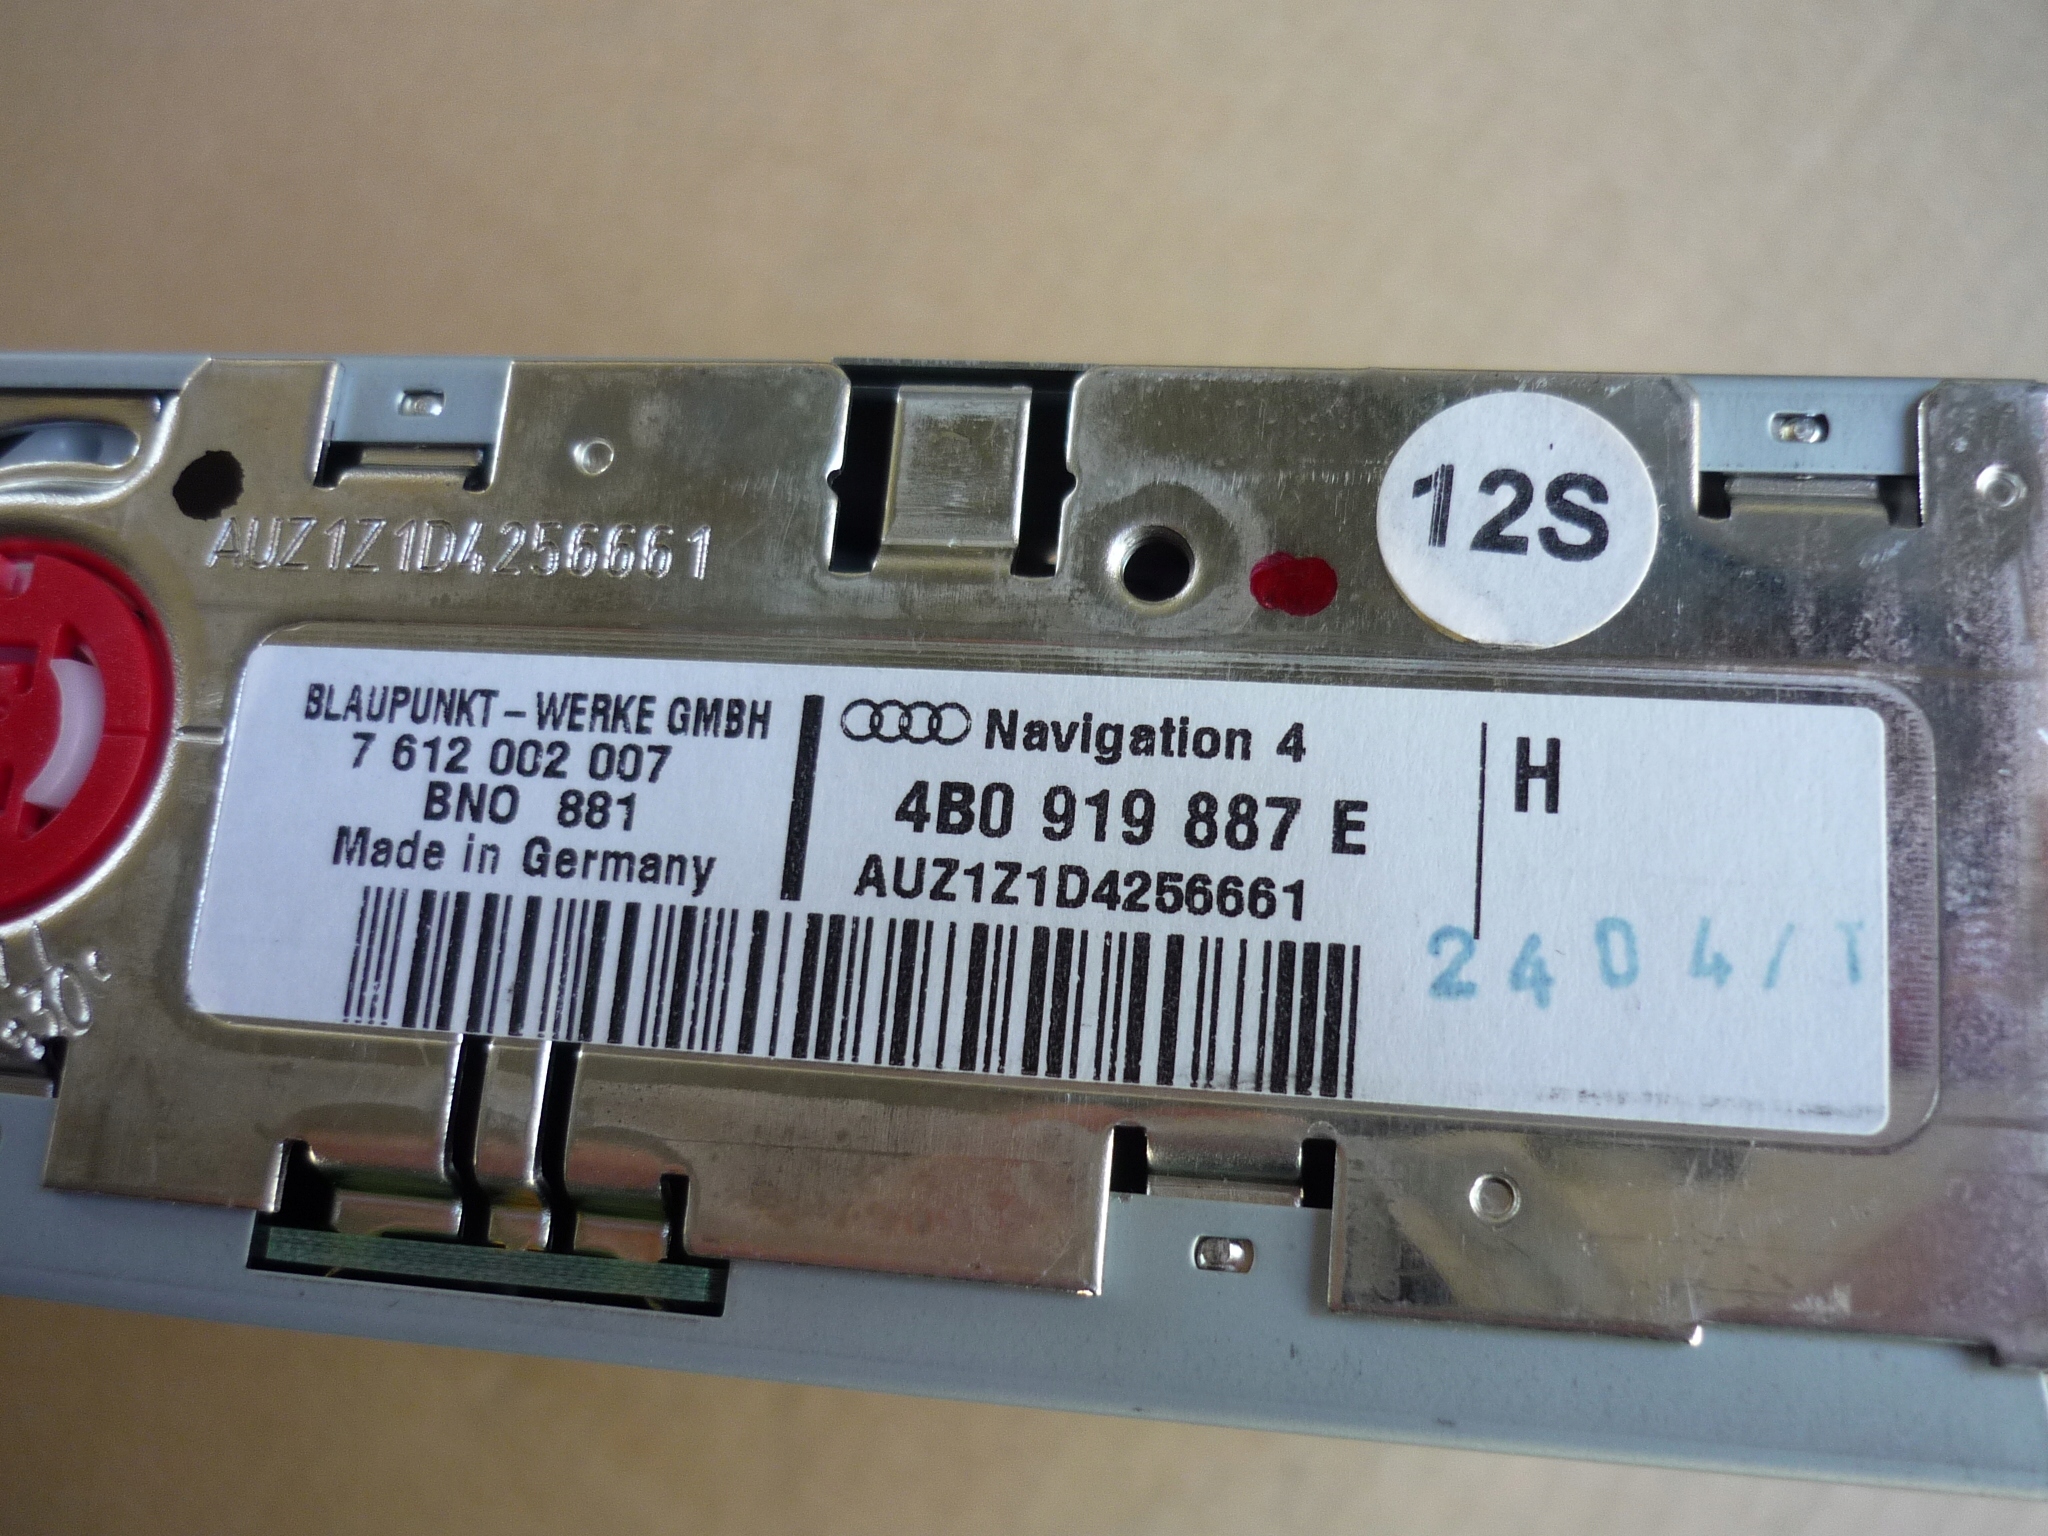 12S
AUZ1Z1D4256661
BLAUPUNKT - WERKE GMBH
7 612 002 007
BNO 881
Made in Germany
Navigation 4
4B0 919 887 E
AUZ1Z1D4256661
H
2404/